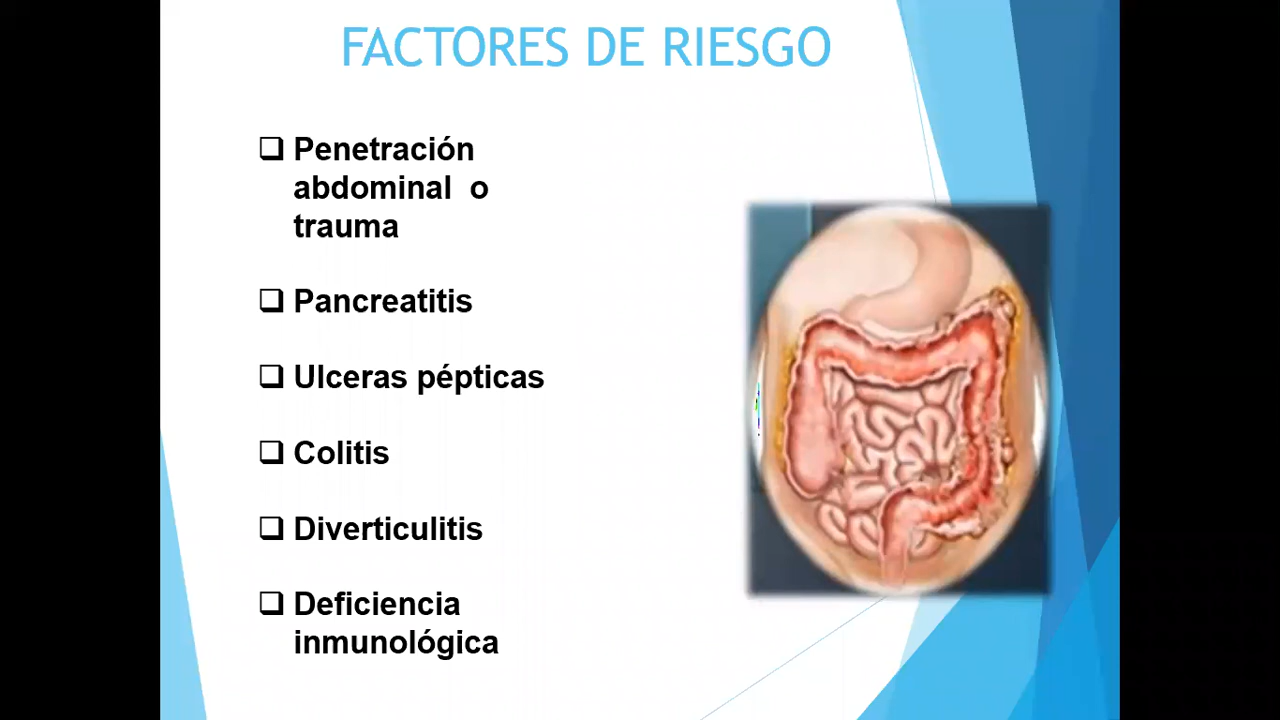 FACTORES DE RIESGO
Penetración
abdominal o
trauma
Pancreatitis
Ulceras pépticas
Colitis
Diverticulitis
Deficiencia
inmunológica